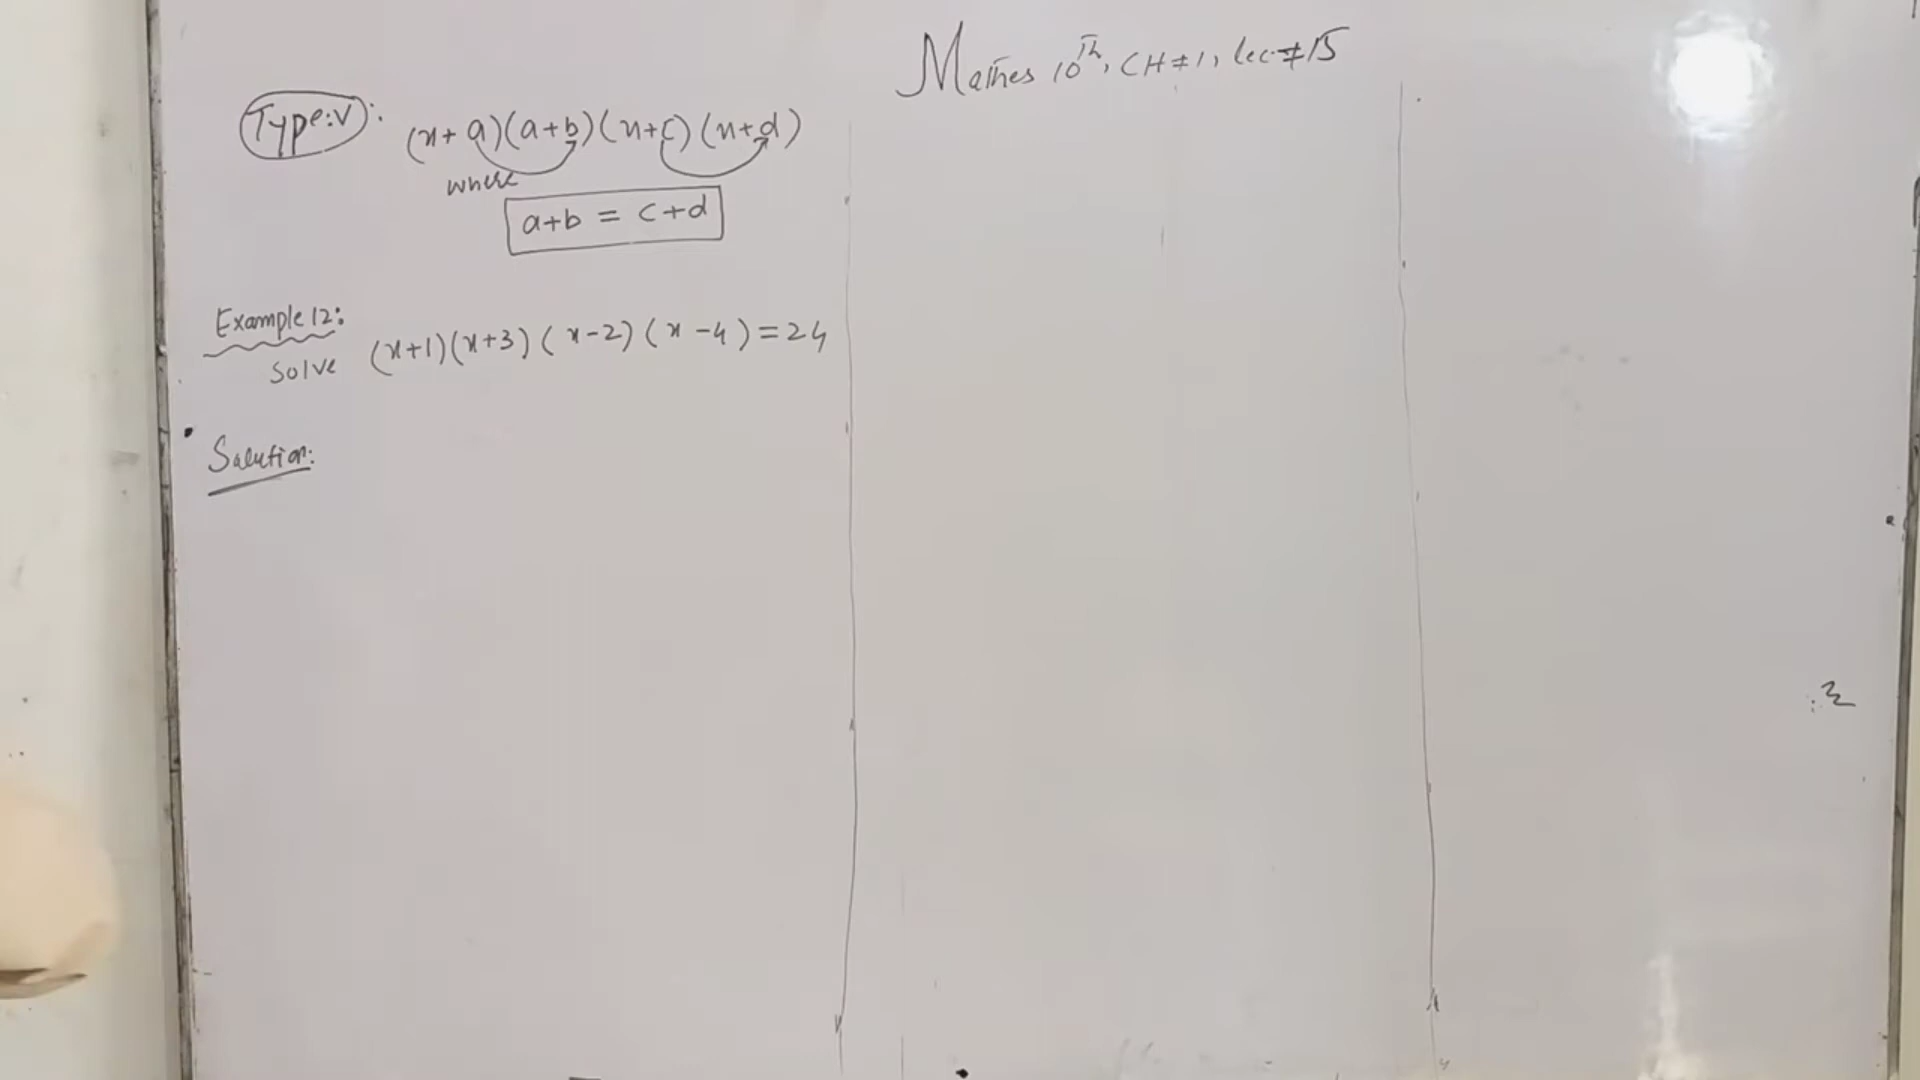 Mathes 10th, CH#1, lec#15
Type:V: (x+a)(a+b)(x+c)(x+d)
where
a+b = c+d
Example 12:
Solve (x+1)(x+3)(x-2)(x-4)=24
Solution: